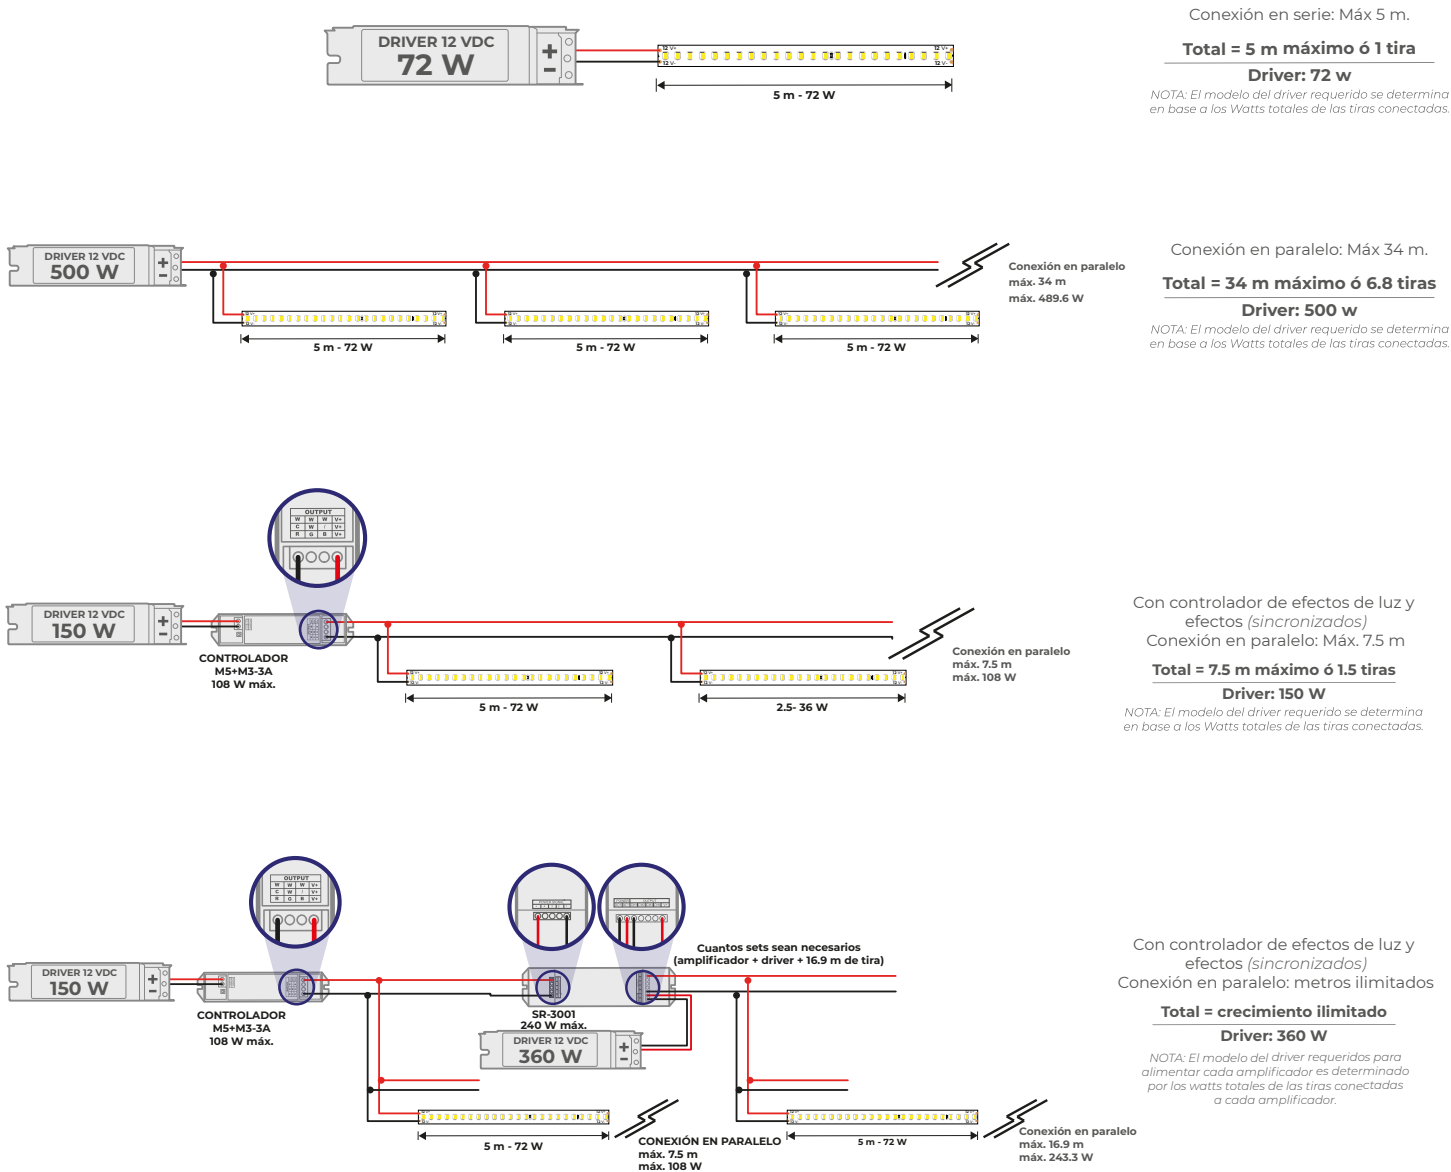 DRIVER 12 VDC
72 W
+
−
12 V+
12 V-
12 V+
12 V-
5 m - 72 W
Conexión en serie: Máx 5 m.
Total = 5 m máximo ó 1 tira
Driver: 72 w
NOTA: El modelo del driver requerido se determina
en base a los Watts totales de las tiras conectadas.
DRIVER 12 VDC
500 W
+
−
5 m - 72 W
5 m - 72 W
5 m - 72 W
Conexión en paralelo
máx. 34 m
máx. 489.6 W
Conexión en paralelo: Máx 34 m.
Total = 34 m máximo ó 6.8 tiras
Driver: 500 w
NOTA: El modelo del driver requerido se determina
en base a los Watts totales de las tiras conectadas.
OUTPUT
W W W V+
C W / V+
R G B V+
DRIVER 12 VDC
150 W
+
−
CONTROLADOR
M5+M3-3A
108 W máx.
5 m - 72 W
2.5- 36 W
Conexión en paralelo
máx. 7.5 m
máx. 108 W
Con controlador de efectos de luz y
efectos (sincronizados)
Conexión en paralelo: Máx. 7.5 m
Total = 7.5 m máximo ó 1.5 tiras
Driver: 150 W
NOTA: El modelo del driver requerido se determina
en base a los Watts totales de las tiras conectadas.
OUTPUT
W W W V+
C W / V+
R G B V+
DRIVER 12 VDC
150 W
+
−
CONTROLADOR
M5+M3-3A
108 W máx.
Cuantos sets sean necesarios
(amplificador + driver + 16.9 m de tira)
SR-3001
240 W máx.
DRIVER 12 VDC
360 W
+
−
5 m - 72 W
CONEXIÓN EN PARALELO
máx. 7.5 m
máx. 108 W
5 m - 72 W
Conexión en paralelo
máx. 16.9 m
máx. 243.3 W
Con controlador de efectos de luz y
efectos (sincronizados)
Conexión en paralelo: metros ilimitados
Total = crecimiento ilimitado
Driver: 360 W
NOTA: El modelo del driver requeridos para
alimentar cada amplificador es determinado
por los watts totales de las tiras conectadas
a cada amplificador.